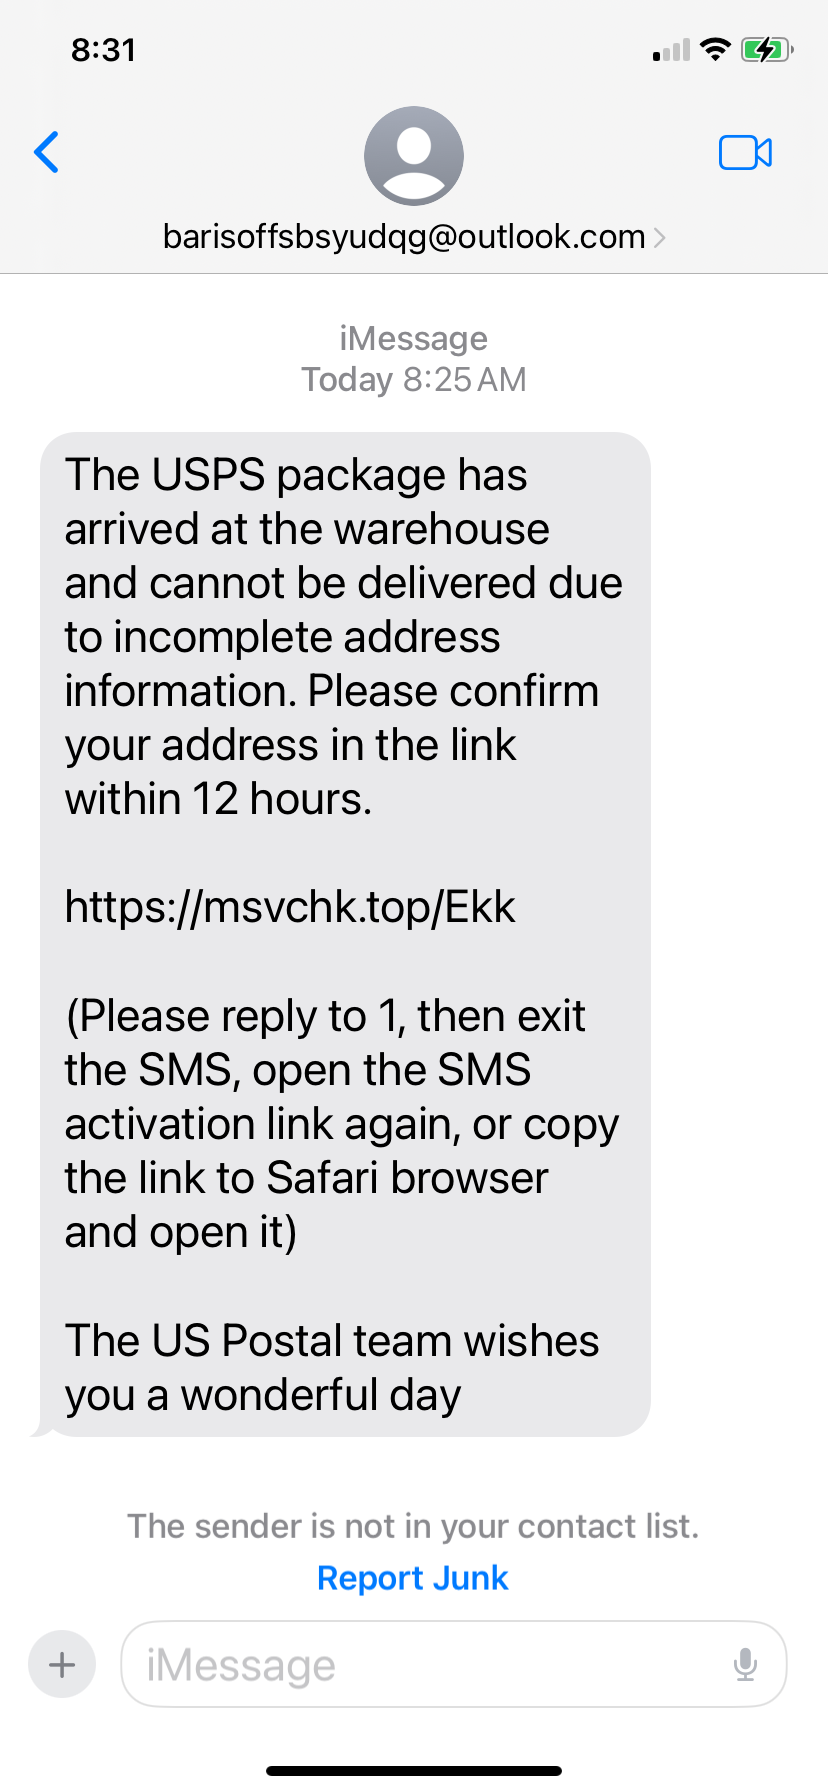 8:31
barisoffsbsyudqg@outlook.com
iMessage
Today 8:25 AM
The USPS package has
arrived at the warehouse
and cannot be delivered due
to incomplete address
information. Please confirm
your address in the link
within 12 hours.
https://msvchk.top/Ekk
(Please reply to 1, then exit
the SMS, open the SMS
activation link again, or copy
the link to Safari browser
and open it)
The US Postal team wishes
you a wonderful day
The sender is not in your contact list.
Report Junk
iMessage